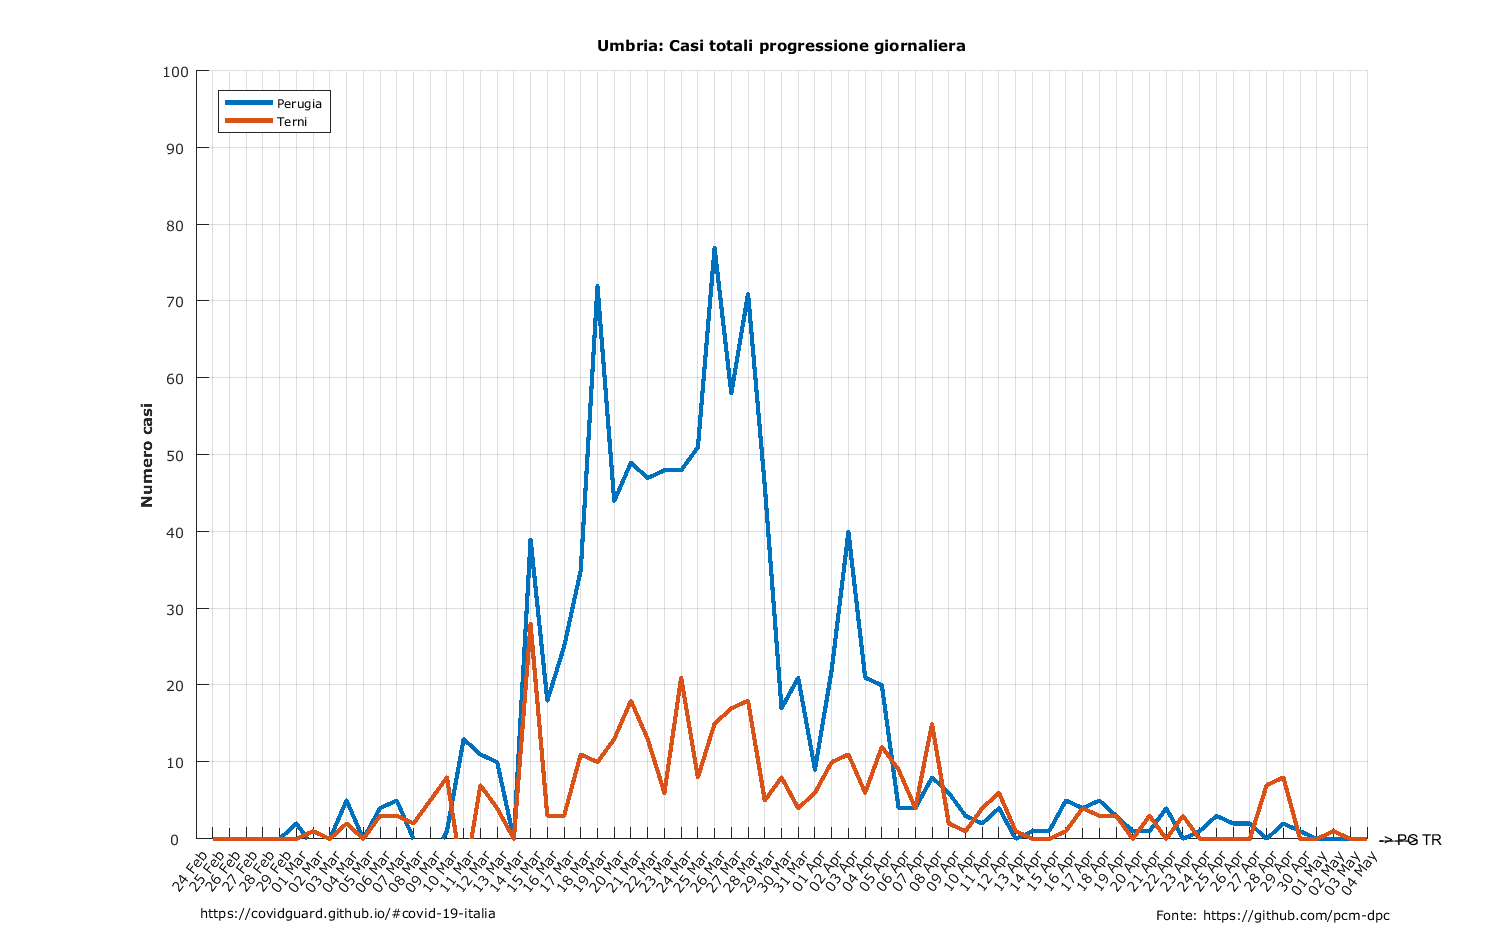 Umbria: Casi totali progressione giornaliera
100
90
80
70
60
50
40
30
20
10
0
Numero casi
Perugia
Terni
24 Feb
25 Feb
26 Feb
27 Feb
28 Feb
29 Feb
01 Mar
02 Mar
03 Mar
04 Mar
05 Mar
06 Mar
07 Mar
08 Mar
09 Mar
10 Mar
11 Mar
12 Mar
13 Mar
14 Mar
15 Mar
16 Mar
17 Mar
18 Mar
19 Mar
20 Mar
21 Mar
22 Mar
23 Mar
24 Mar
25 Mar
26 Mar
27 Mar
28 Mar
29 Mar
30 Mar
31 Mar
01 Apr
02 Apr
03 Apr
04 Apr
05 Apr
06 Apr
07 Apr
08 Apr
09 Apr
10 Apr
11 Apr
12 Apr
13 Apr
14 Apr
15 Apr
16 Apr
17 Apr
18 Apr
19 Apr
20 Apr
21 Apr
22 Apr
23 Apr
24 Apr
25 Apr
26 Apr
27 Apr
28 Apr
29 Apr
30 Apr
01 May
02 May
03 May
04 May
PG TR
https://covidguard.github.io/#covid-19-italia
Fonte: https://github.com/pcm-dpc